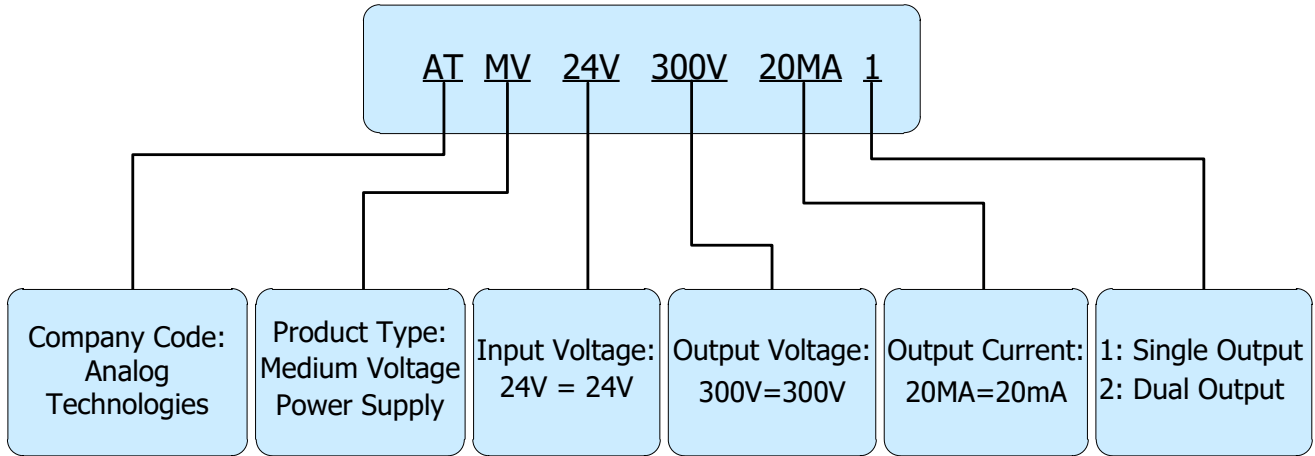 AT MV 24V 300V 20MA 1
Company Code:
Analog
Technologies
Product Type:
Medium Voltage
Power Supply
Input Voltage:
24V = 24V
Output Voltage:
300V=300V
Output Current:
20MA=20mA
1: Single Output
2: Dual Output